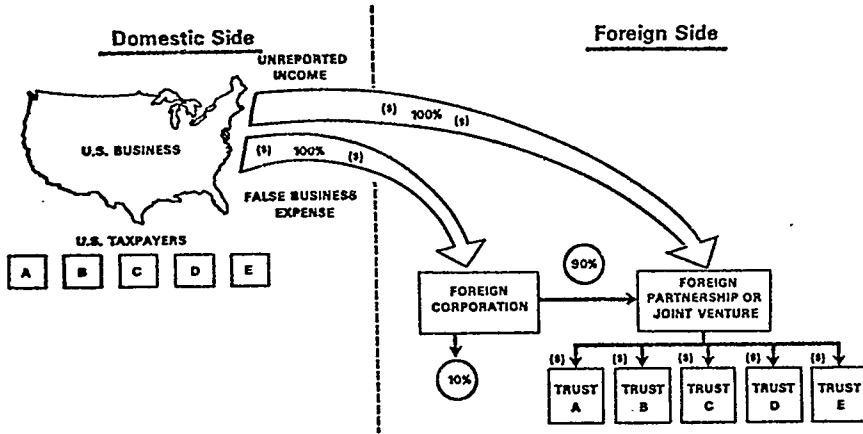 Domestic Side
Foreign Side
UNREPORTED
INCOME
($) 100% ($)
U.S. BUSINESS
($) 100% ($)
FALSE BUSINESS
EXPENSE
U.S. TAXPAYERS
A B C D E
90%
FOREIGN
CORPORATION
FOREIGN
PARTNERSHIP OR
JOINT VENTURE
10%
($) ($) ($) ($) ($)
TRUST TRUST TRUST TRUST TRUST
A B C D E